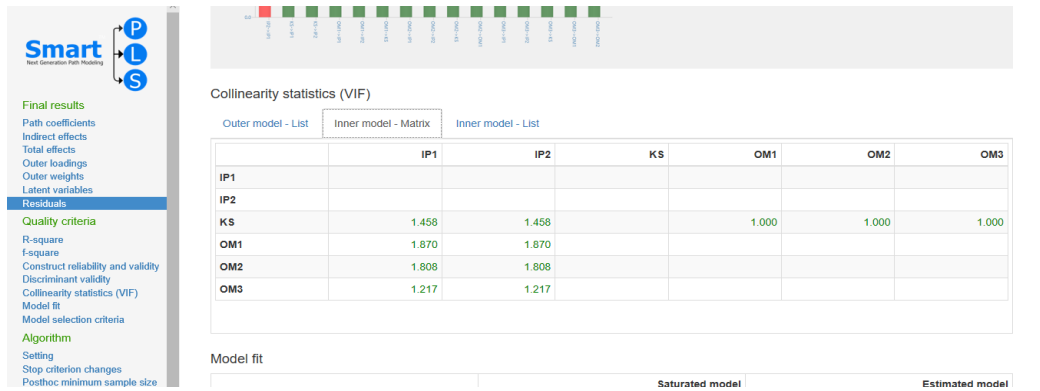 Smart
Next Generation Path Modeling
P
L
S
Final results
Path coefficients
Indirect effects
Total effects
Outer loadings
Outer weights
Latent variables
Residuals
Quality criteria
R-square
f-square
Construct reliability and validity
Discriminant validity
Collinearity statistics (VIF)
Model fit
Model selection criteria
Algorithm
Setting
Stop criterion changes
Posthoc minimum sample size
0.0
Collinearity statistics (VIF)
Outer model - List Inner model - Matrix Inner model - List
IP1 IP2 KS OM1 OM2 OM3
IP1
IP2
KS 1.458 1.458 1.000 1.000 1.000
OM1 1.870 1.870
OM2 1.808 1.808
OM3 1.217 1.217
Model fit
Saturated model Estimated model